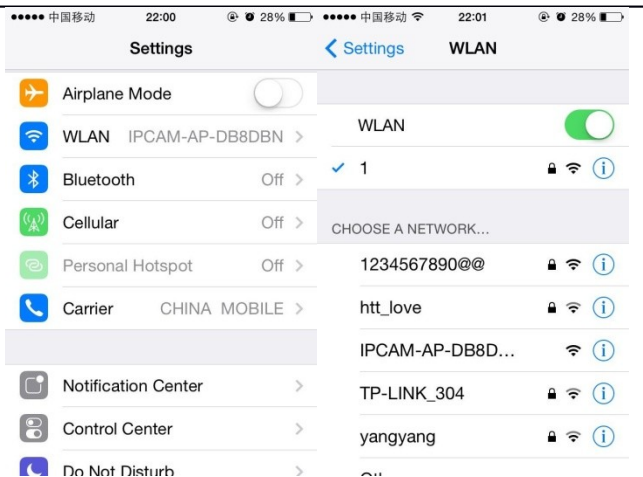 中国移动 22:00 28%
Settings
Airplane Mode
WLAN IPCAM-AP-DB8DBN
Bluetooth Off
Cellular Off
Personal Hotspot Off
Carrier CHINA MOBILE
Notification Center
Control Center
Do Not Disturb
中国移动 22:01 28%
Settings WLAN
WLAN
1
CHOOSE A NETWORK...
1234567890@@
htt_love
IPCAM-AP-DB8D...
TP-LINK_304
yangyang